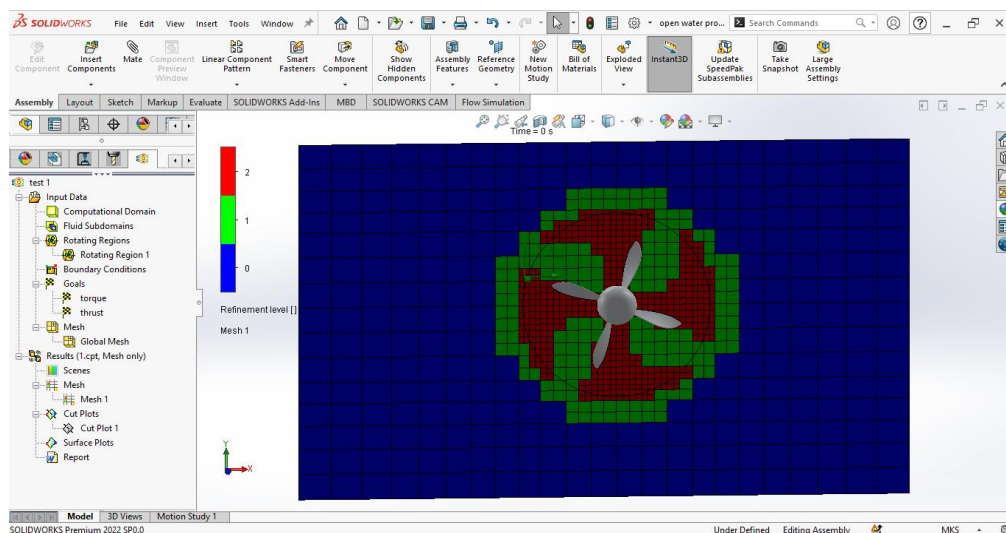 SOLIDWORKS File Edit View Insert Tools Window open water pro... Search Commands
Edit Component
Insert Components
Mate
Component Preview Window
Linear Component Pattern
Smart Fasteners
Move Component
Show Hidden Components
Assembly Features
Reference Geometry
New Motion Study
Bill of Materials
Exploded View
Instant3D
Update SpeedPak Subassemblies
Take Snapshot
Large Assembly Settings
Assembly Layout Sketch Markup Evaluate SOLIDWORKS Add-Ins MBD SOLIDWORKS CAM Flow Simulation
Time = 0 s
test 1
Input Data
Computational Domain
Fluid Subdomains
Rotating Regions
Rotating Region 1
Boundary Conditions
Goals
torque
thrust
Mesh
Global Mesh
Results (1.cpt, Mesh only)
Scenes
Mesh
Mesh 1
Cut Plots
Cut Plot 1
Surface Plots
Report
2
1
0
Refinement level []
Mesh 1
Y
X
Model 3D Views Motion Study 1
SOLIDWORKS Premium 2022 SP0.0 Under Defined Editing Assembly MKS